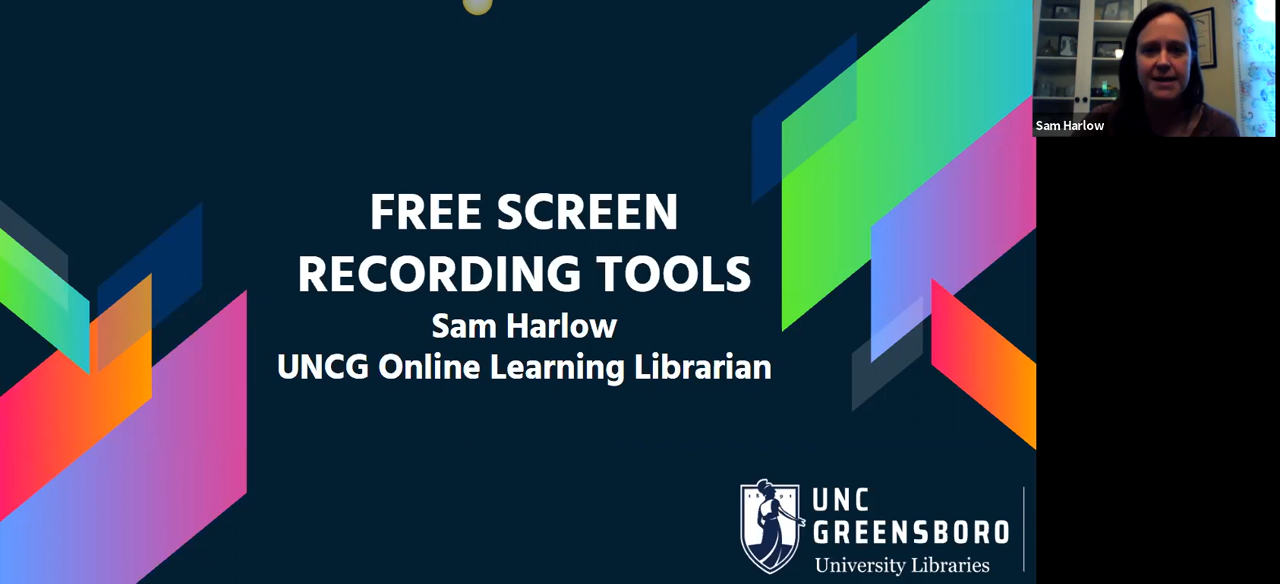 FREE SCREEN
RECORDING TOOLS
Sam Harlow
UNCG Online Learning Librarian
Sam Harlow
UNC
GREENSBORO
University Libraries